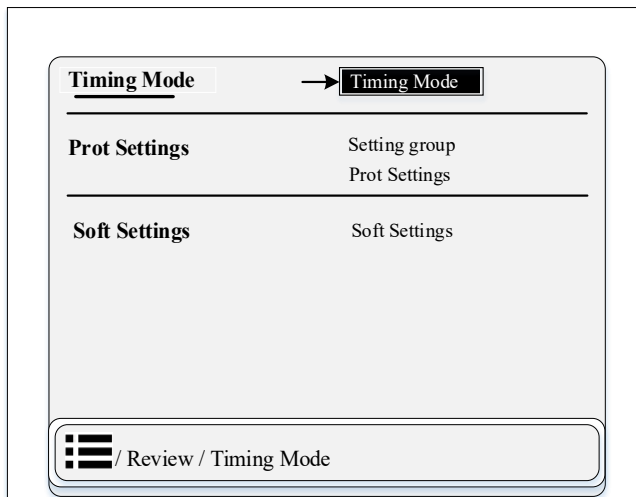 Timing Mode Timing Mode
Prot Settings Setting group
Prot Settings
Soft Settings Soft Settings
/ Review / Timing Mode